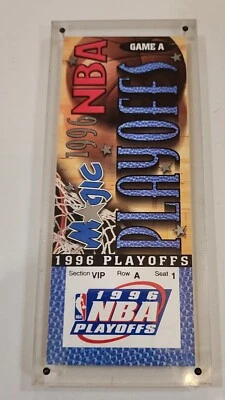 GAME A
1996 NBA
PLAYOFFS
MAGIC
1996 PLAYOFFS
Section VIP Row A Seat 1
1996
NBA
PLAYOFFS